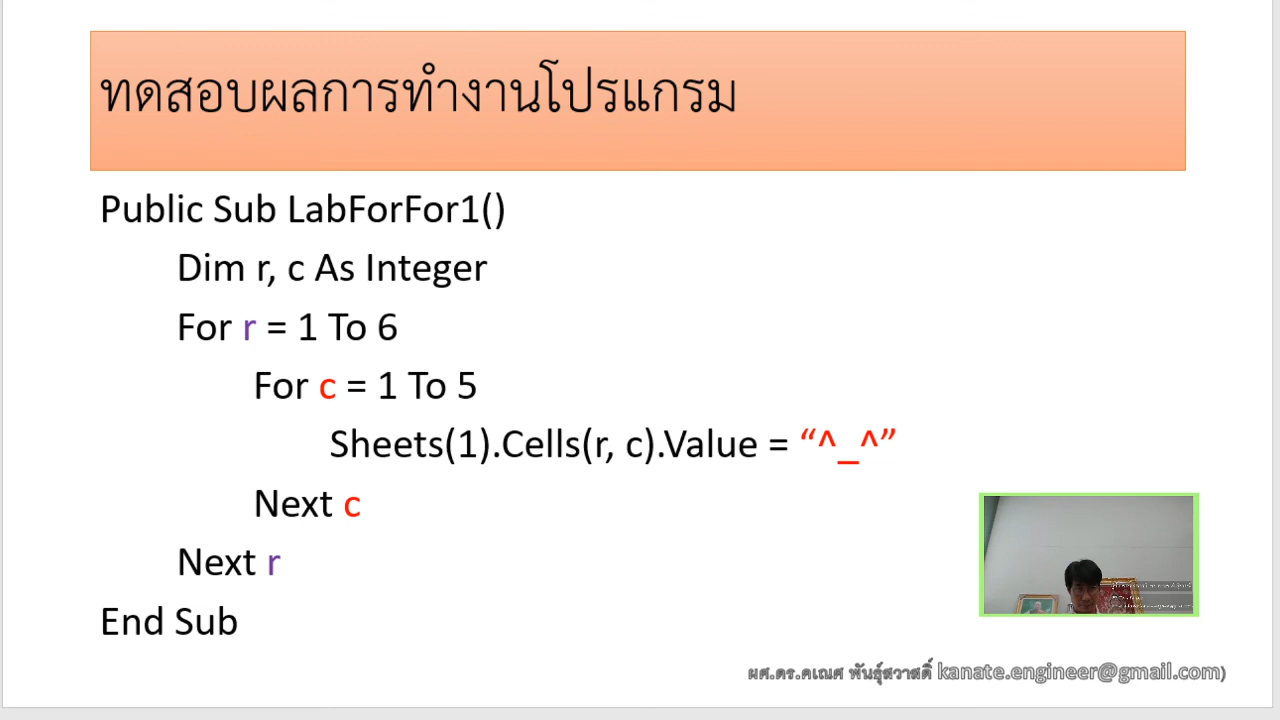 ทดสอบผลการทำงานโปรแกรม
Public Sub LabForFor1()
Dim r, c As Integer
For r = 1 To 6
For c = 1 To 5
Sheets(1).Cells(r, c).Value = “^_^”
Next c
Next r
End Sub
ผศ.ดร.คเณศ พันธุ์สวาสดิ์ kanate.engineer@gmail.com)